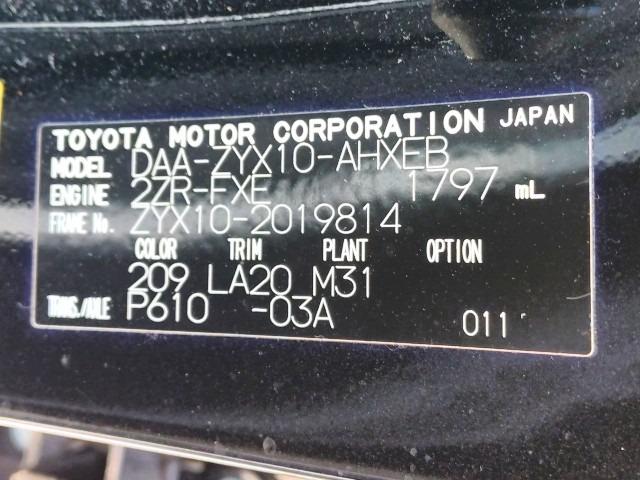 TOYOTA MOTOR CORPORATION JAPAN
MODEL DAA-ZYX10-AHXEB
ENGINE 2ZR-FXE 1797 mL
FRAME No. ZYX10-2019814
COLOR TRIM PLANT OPTION
209 LA20 M31
TRANS./AXLE P610 -03A 011